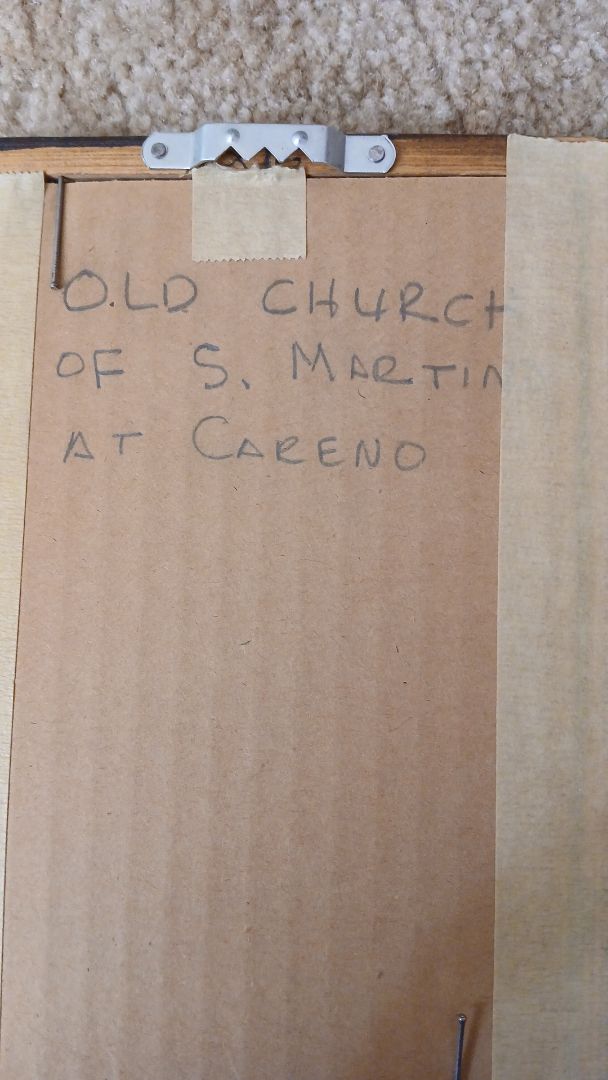 OLD CHURCH
OF S. MARTIN
AT CARENO